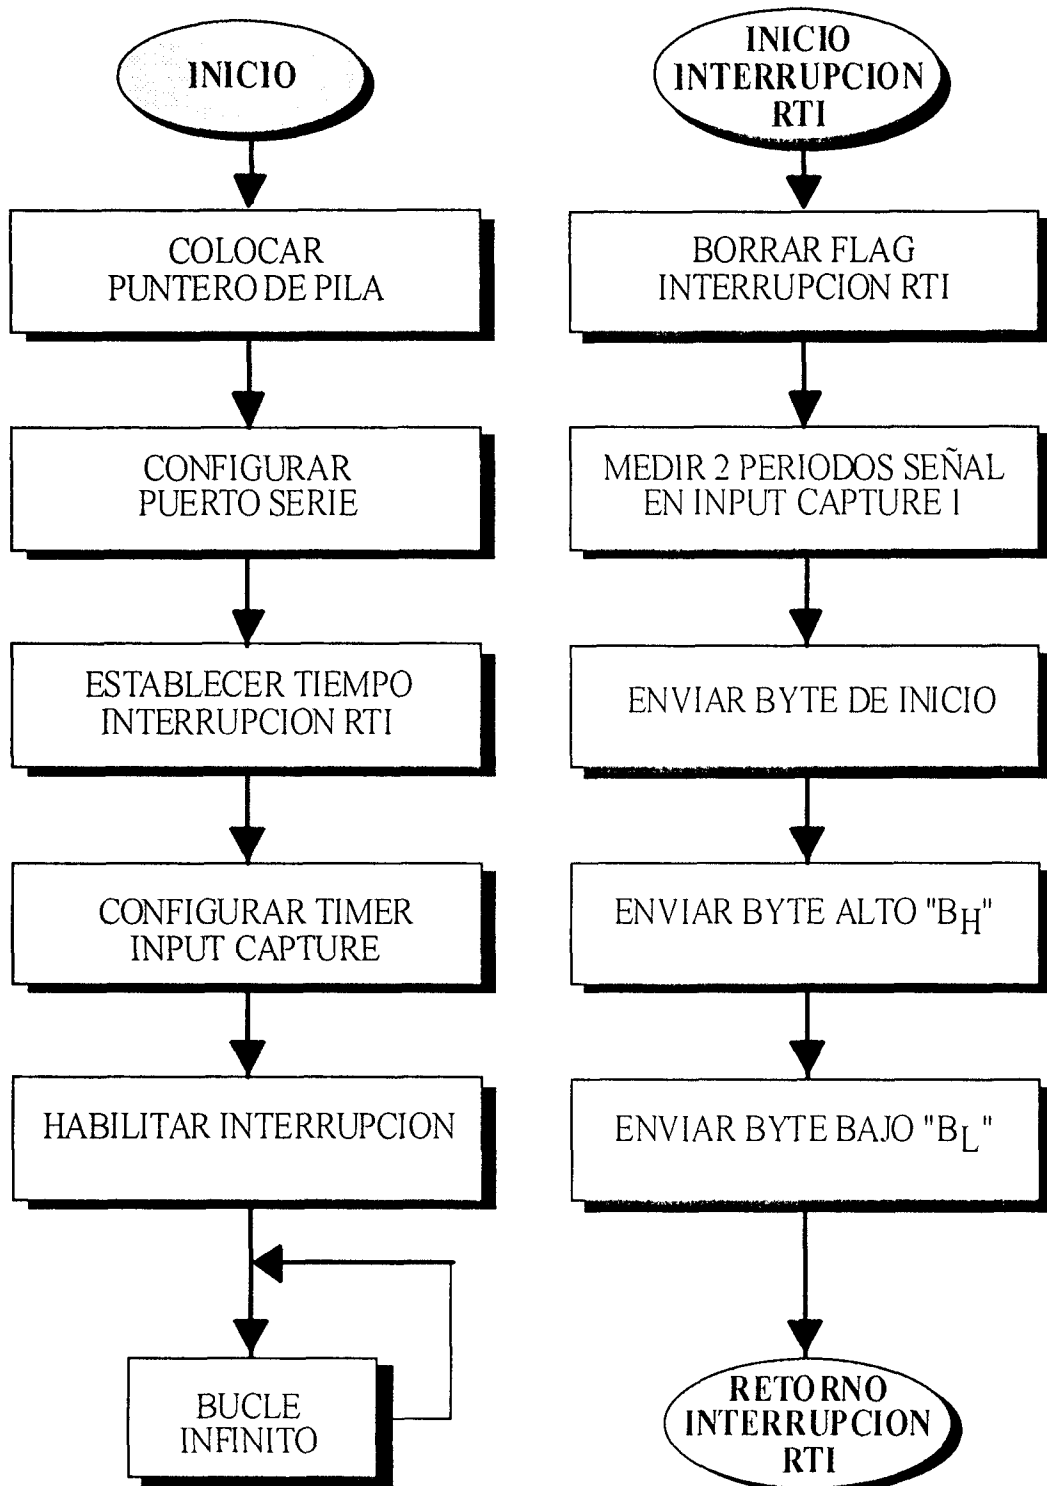 INICIO
COLOCAR
PUNTERO DE PILA
CONFIGURAR
PUERTO SERIE
ESTABLECER TIEMPO
INTERRUPCION RTI
CONFIGURAR TIMER
INPUT CAPTURE
HABILITAR INTERRUPCION
BUCLE
INFINITO
INICIO
INTERRUPCION
RTI
BORRAR FLAG
INTERRUPCION RTI
MEDIR 2 PERIODOS SEÑAL
EN INPUT CAPTURE 1
ENVIAR BYTE DE INICIO
ENVIAR BYTE ALTO "BH"
ENVIAR BYTE BAJO "BL"
RETORNO
INTERRUPCION
RTI